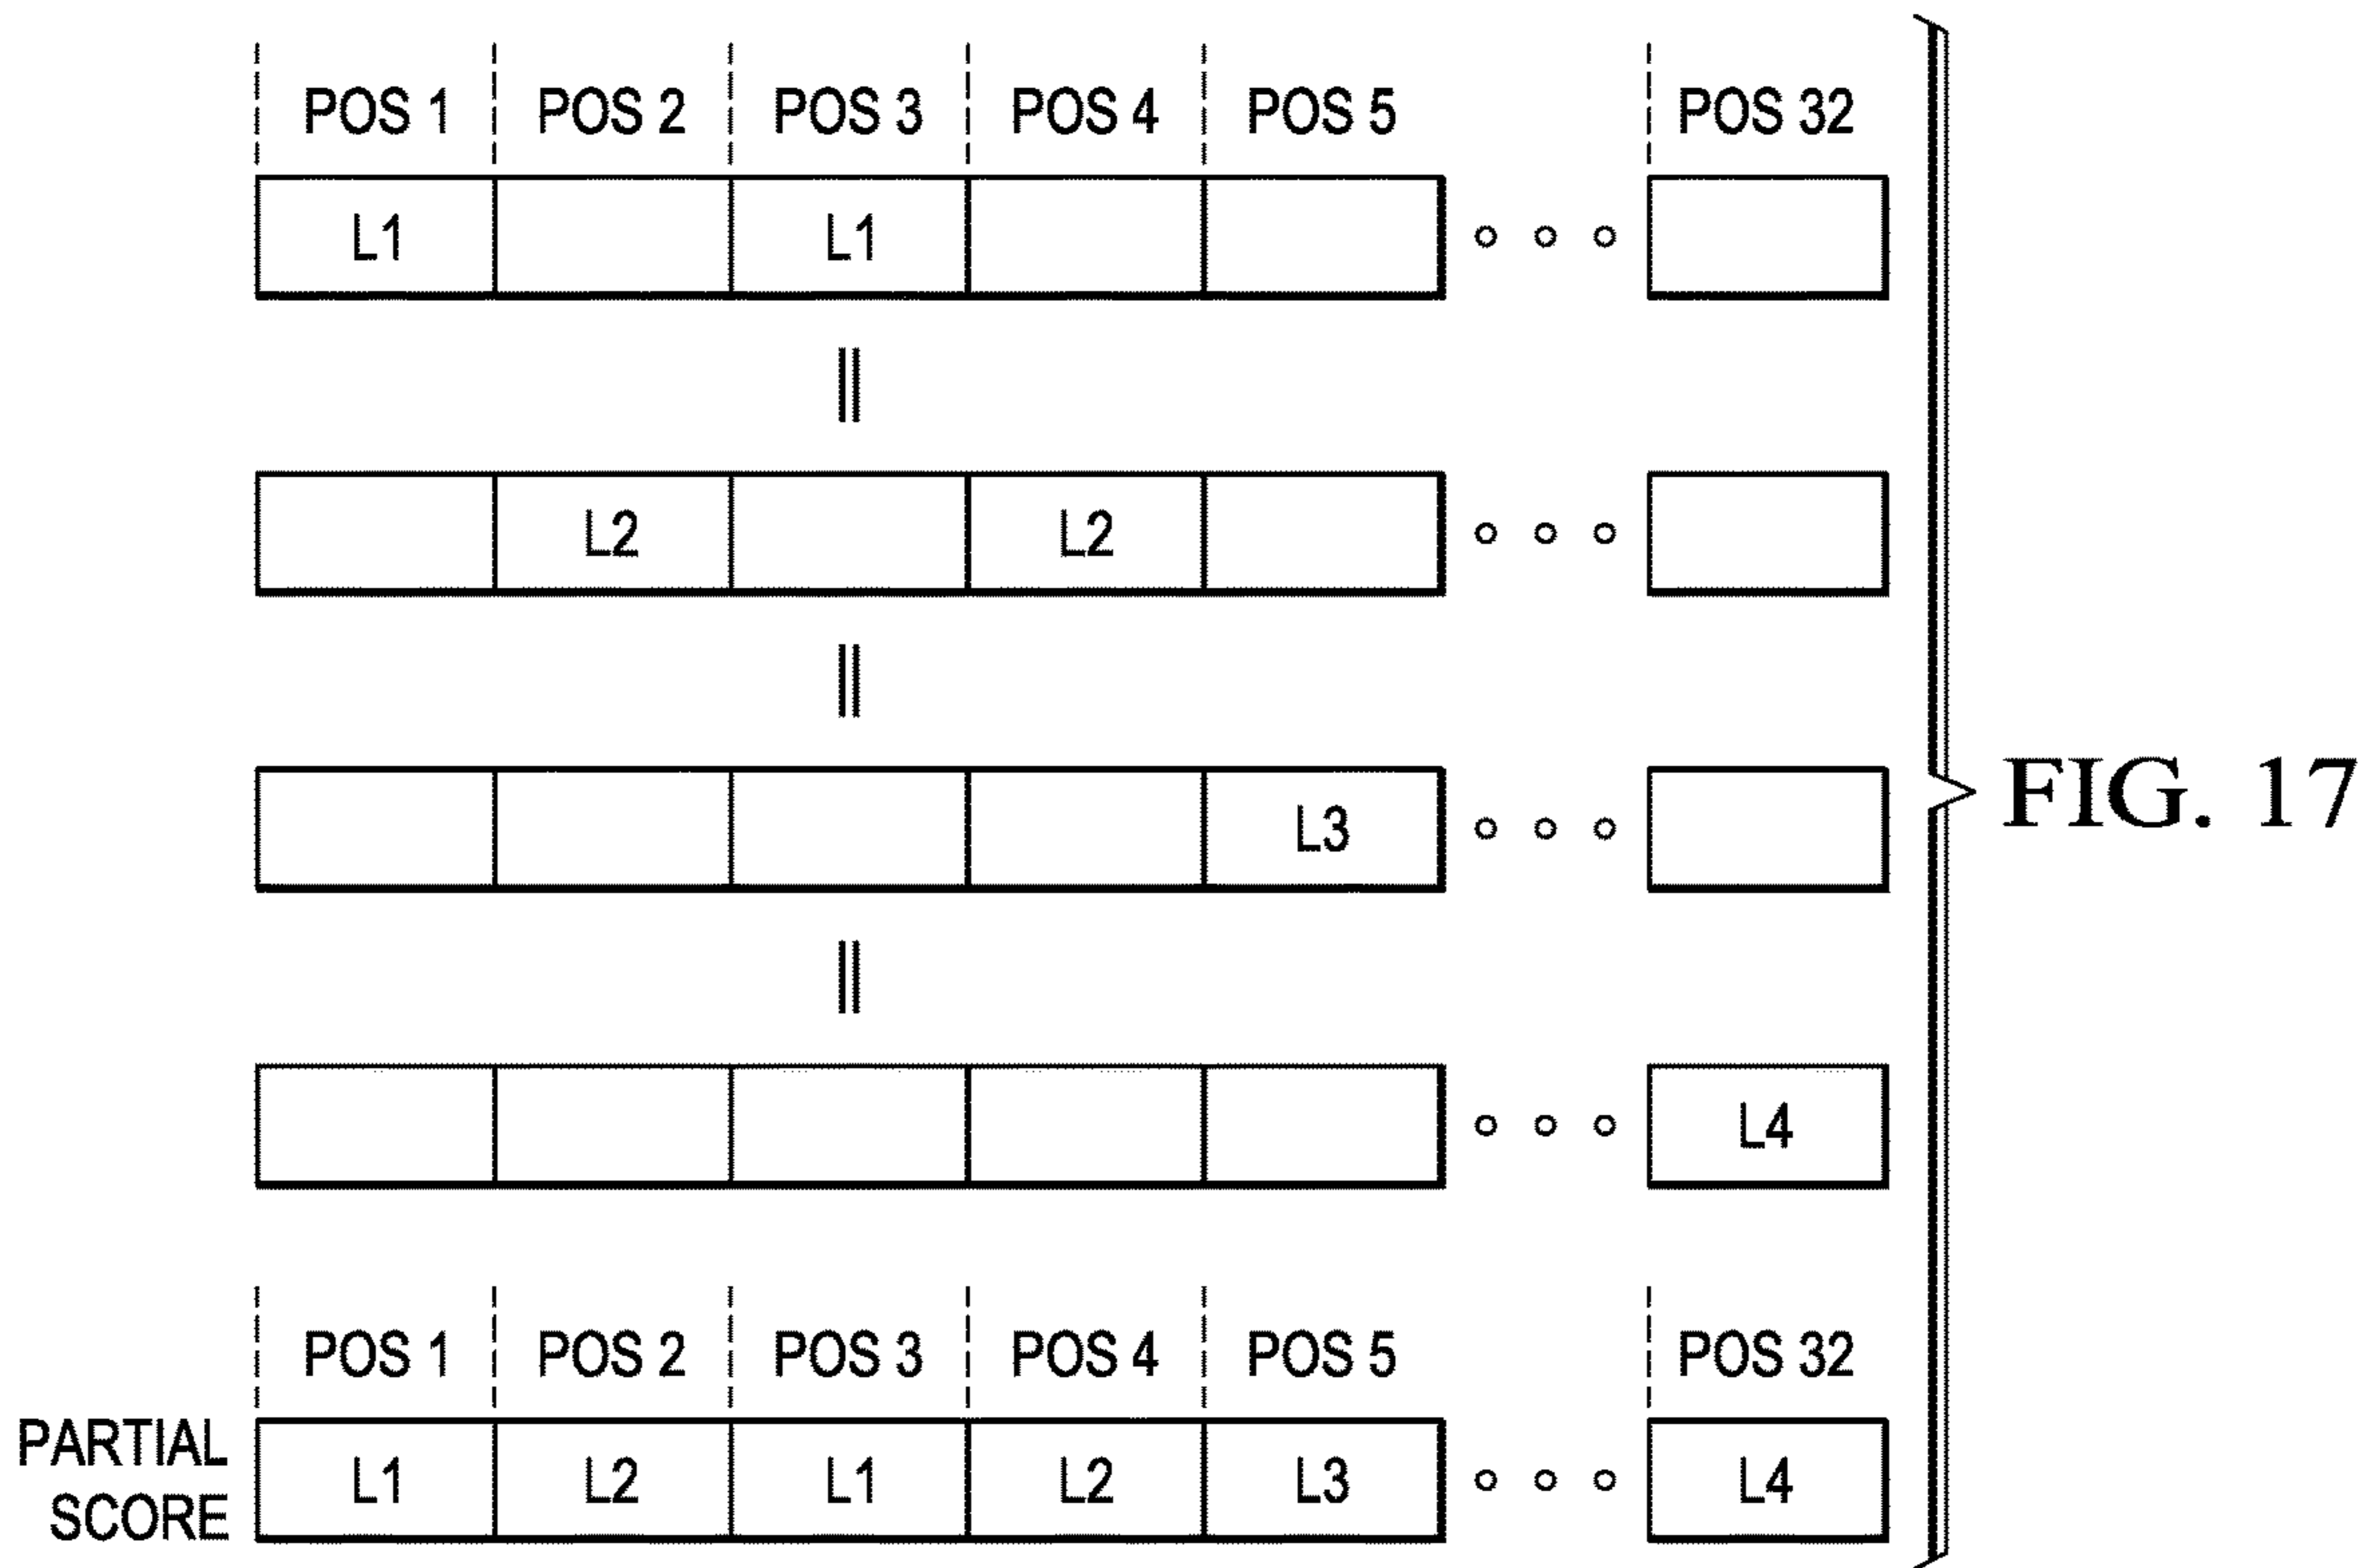 POS 1 POS 2 POS 3 POS 4 POS 5 POS 32
L1 L1
L2 L2
L3
FIG. 17
L4
POS 1 POS 2 POS 3 POS 4 POS 5 POS 32
PARTIAL
SCORE
L1 L2 L1 L2 L3 L4